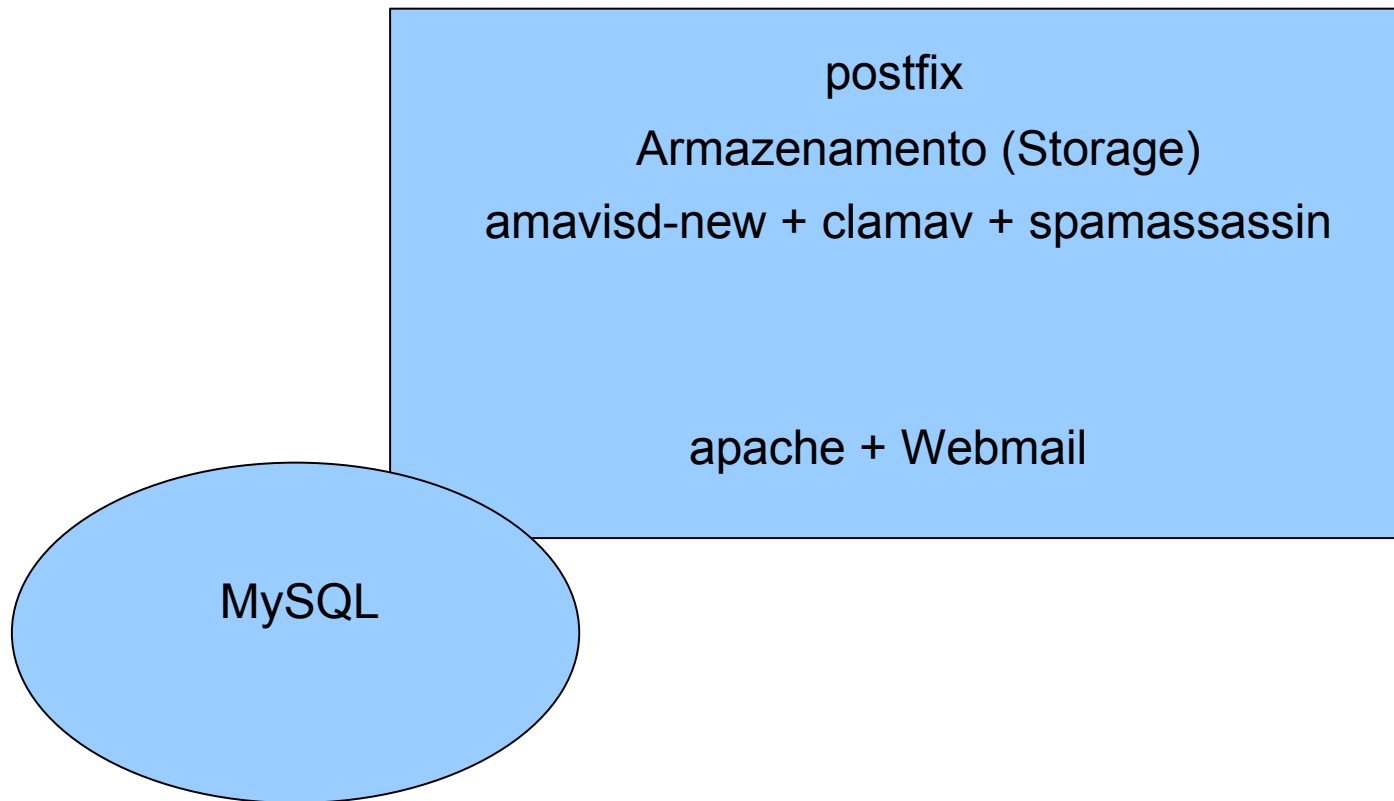 postfix
Armazenamento (Storage)
amavisd-new + clamav + spamassassin
apache + Webmail
MySQL